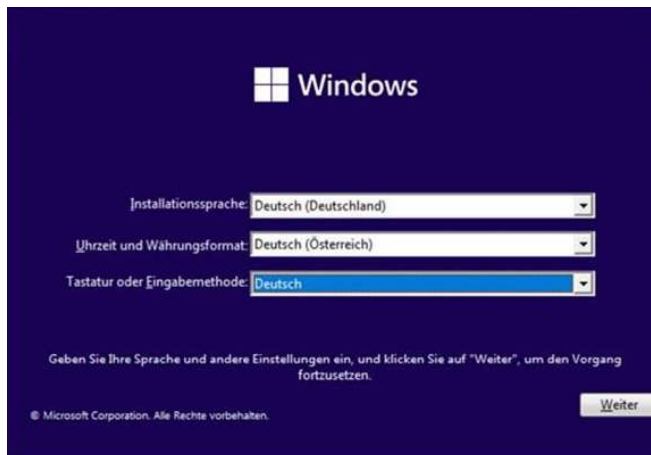 Windows
Installationssprache: Deutsch (Deutschland)
Uhrzeit und Währungsformat: Deutsch (Österreich)
Tastatur oder Eingabemethode: Deutsch
Geben Sie Ihre Sprache und andere Einstellungen ein, und klicken Sie auf "Weiter", um den Vorgang
fortzusetzen.
Weiter
© Microsoft Corporation. Alle Rechte vorbehalten.